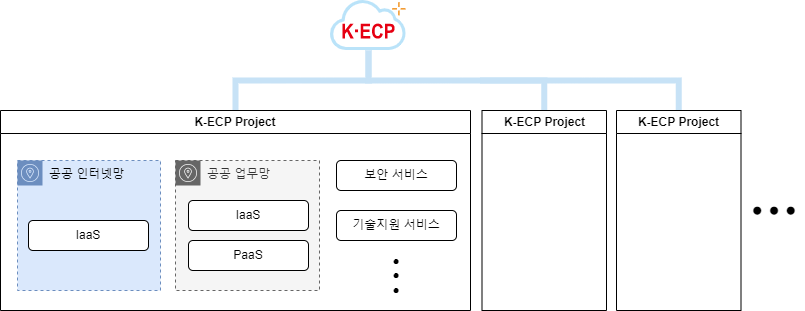 K·ECP
K-ECP Project
K-ECP Project
K-ECP Project
공공 인터넷망
공공 업무망
보안 서비스
IaaS
IaaS
기술지원 서비스
PaaS